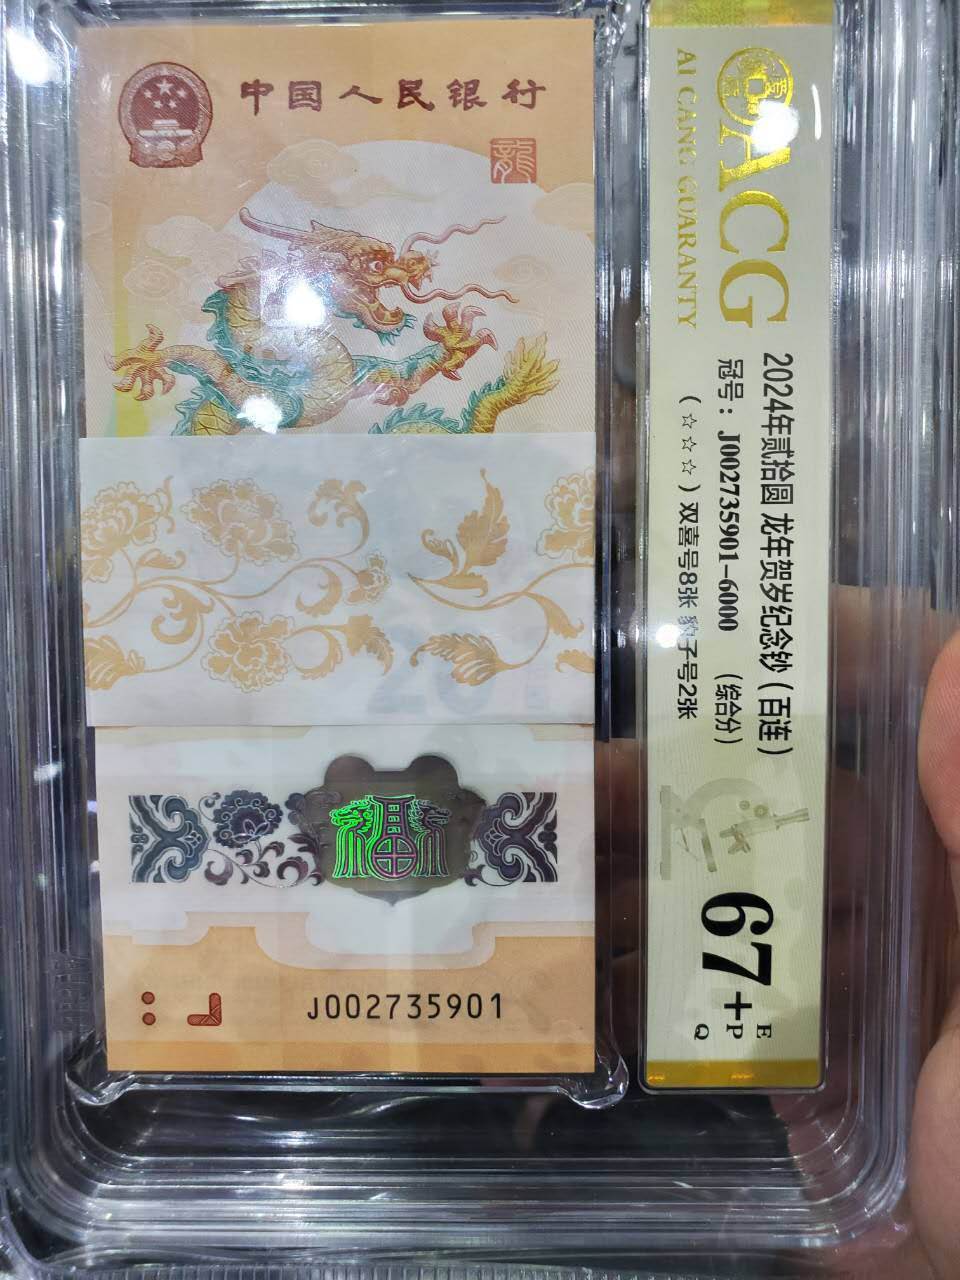 中国人民银行
龍
J002735901
ACG
AI CANG GUARANTY
2024年贰拾圆 龙年贺岁纪念钞（百连）
冠号：J002735901-6000 （综合分）
（☆☆☆）双喜号8张 豹子号2张
67+
E
P
Q